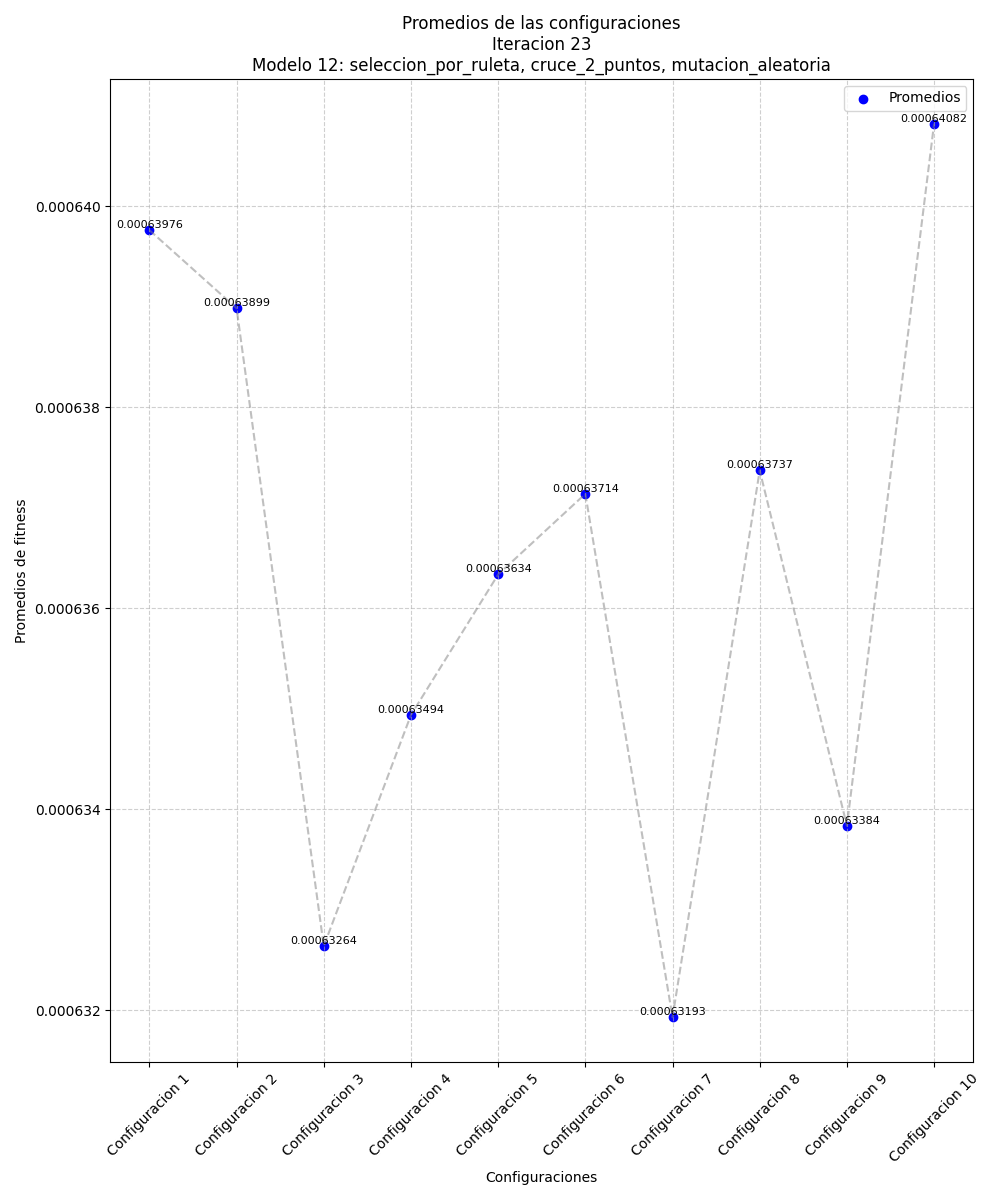 Promedios de las configuraciones
Iteracion 23
Modelo 12: seleccion_por_ruleta, cruce_2_puntos, mutacion_aleatoria
Promedios
0.00064082
0.000640
0.00063976
0.00063899
0.000638
0.00063737
0.00063714
0.00063634
0.000636
0.00063494
0.000634
0.00063384
0.00063264
0.000632
0.00063193
Promedios de fitness
Configuracion 1
Configuracion 2
Configuracion 3
Configuracion 4
Configuracion 5
Configuracion 6
Configuracion 7
Configuracion 8
Configuracion 9
Configuracion 10
Configuraciones